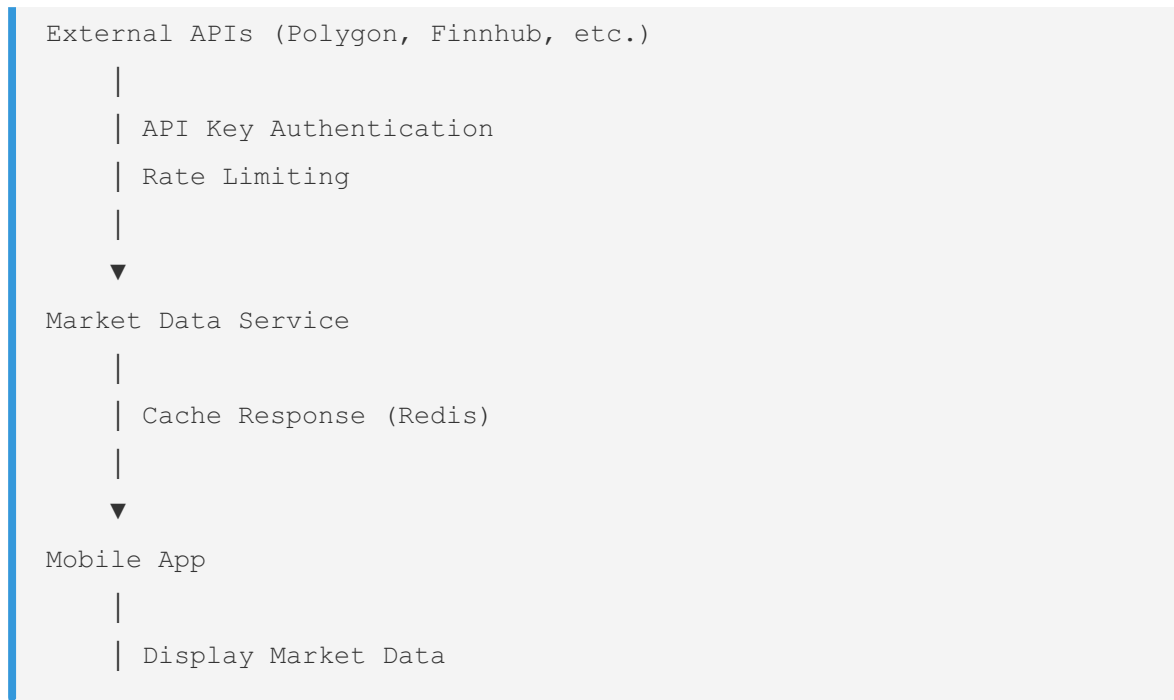 External APIs (Polygon, Finnhub, etc.)
│
│ API Key Authentication
│ Rate Limiting
│
▼
Market Data Service
│
│ Cache Response (Redis)
│
▼
Mobile App
│
│ Display Market Data